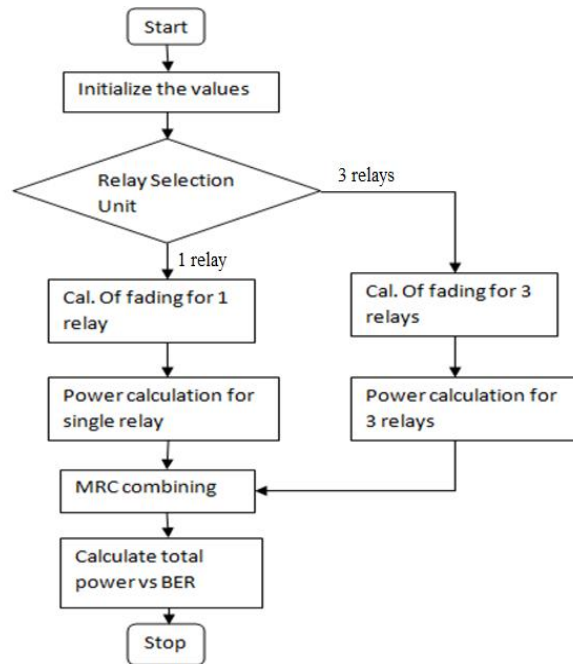 Start
Initialize the values
Relay Selection
Unit
3 relays
1 relay
Cal. Of fading for 1
relay
Cal. Of fading for 3
relays
Power calculation for
single relay
Power calculation for
3 relays
MRC combining
Calculate total
power vs BER
Stop